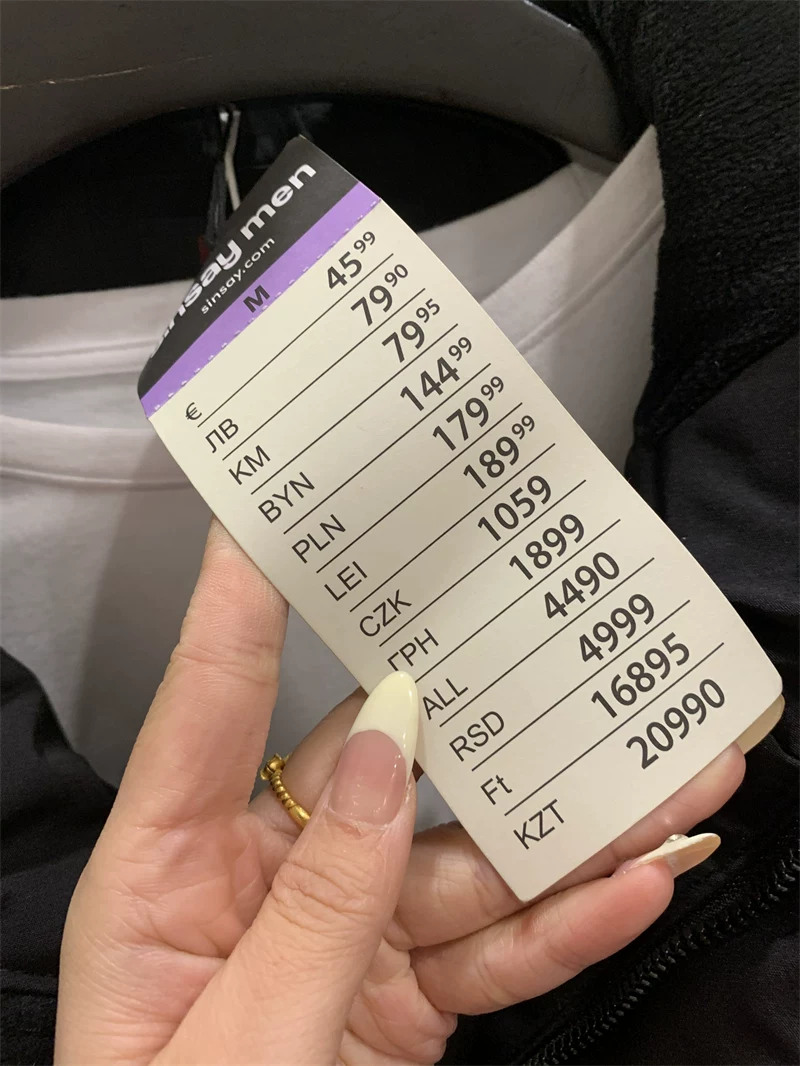 sinsay men
sinsay.com
M
€ 45⁹⁹
ЛВ 79⁹⁰
KM 79⁹⁵
BYN 144⁹⁹
PLN 179⁹⁹
LEI 189⁹⁹
CZK 1059
ГРН 1899
ALL 4490
RSD 4999
Ft 16895
KZT 20990